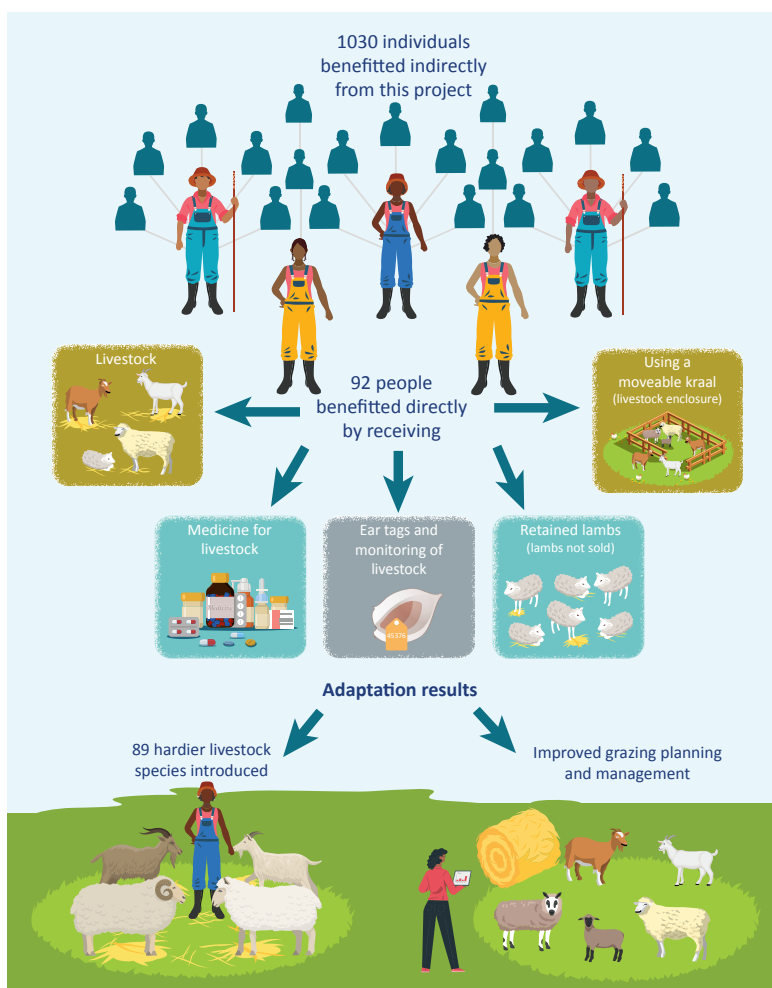 1030 individuals
benefitted indirectly
from this project
Livestock
92 people
benefitted directly
by receiving
Using a
moveable kraal
(livestock enclosure)
Medicine for
livestock
Ear tags and
monitoring of
livestock
45376
Retained lambs
(lambs not sold)
Adaptation results
89 hardier livestock
species introduced
Improved grazing planning
and management